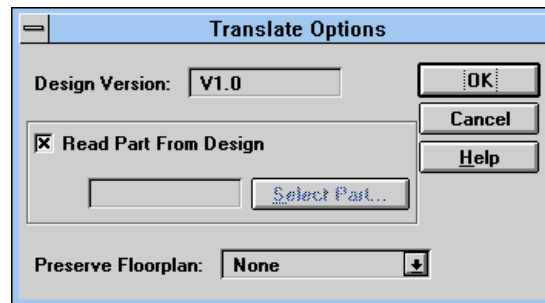 Translate Options
Design Version: V1.0
OK
Cancel
Read Part From Design
Help
Select Part...
Preserve Floorplan: None